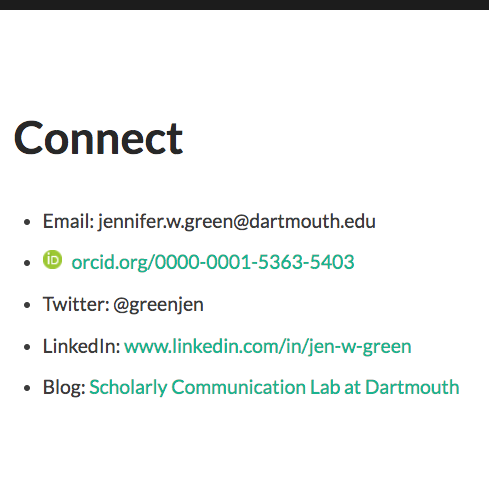 Connect
Email: jennifer.w.green@dartmouth.edu
iD orcid.org/0000-0001-5363-5403
Twitter: @greenjen
LinkedIn: www.linkedin.com/in/jen-w-green
Blog: Scholarly Communication Lab at Dartmouth